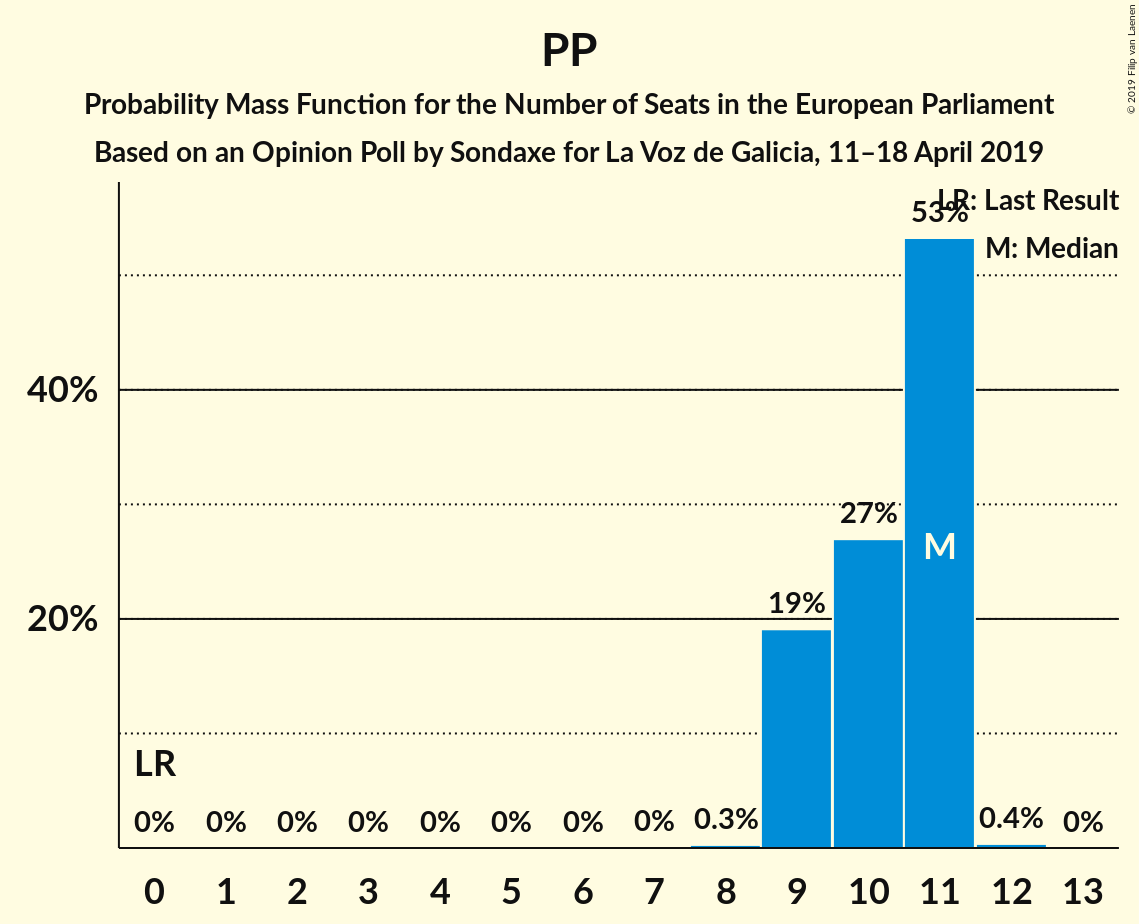 PP
Probability Mass Function for the Number of Seats in the European Parliament
Based on an Opinion Poll by Sondaxe for La Voz de Galicia, 11–18 April 2019
© 2019 Filip van Laenen
LR: Last Result
M: Median
53%
40%
27%
M
19%
20%
LR
0% 0% 0% 0% 0% 0% 0% 0% 0.3% 0.4% 0%
0 1 2 3 4 5 6 7 8 9 10 11 12 13